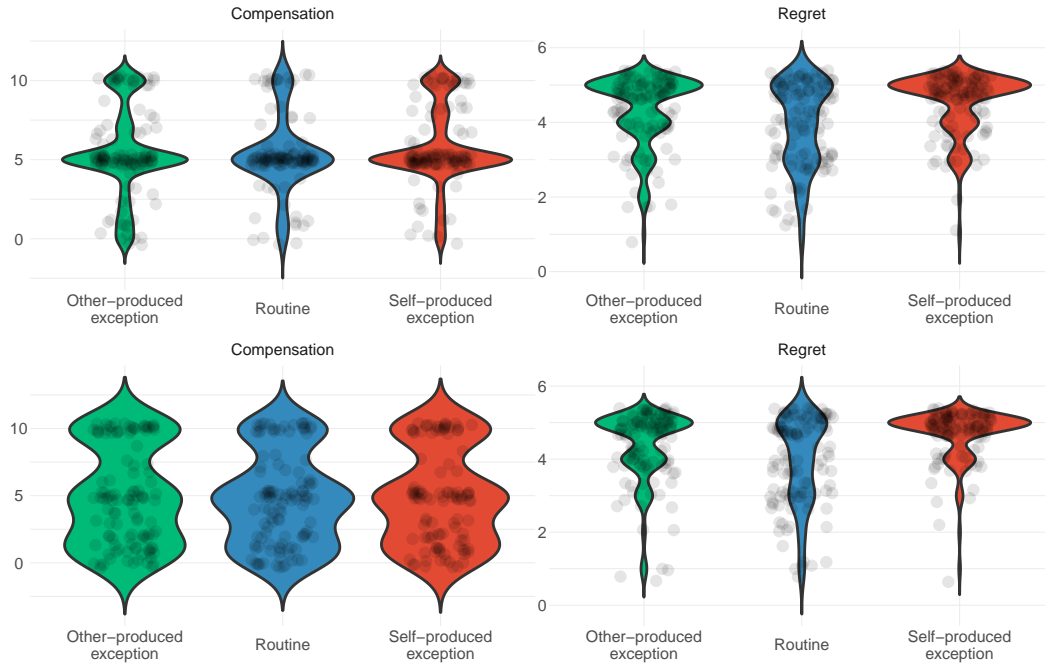 Compensation
10
5
0
Other−produced
exception
Routine
Self−produced
exception
Regret
6
4
2
0
Other−produced
exception
Routine
Self−produced
exception
Compensation
10
5
0
Other−produced
exception
Routine
Self−produced
exception
Regret
6
4
2
0
Other−produced
exception
Routine
Self−produced
exception